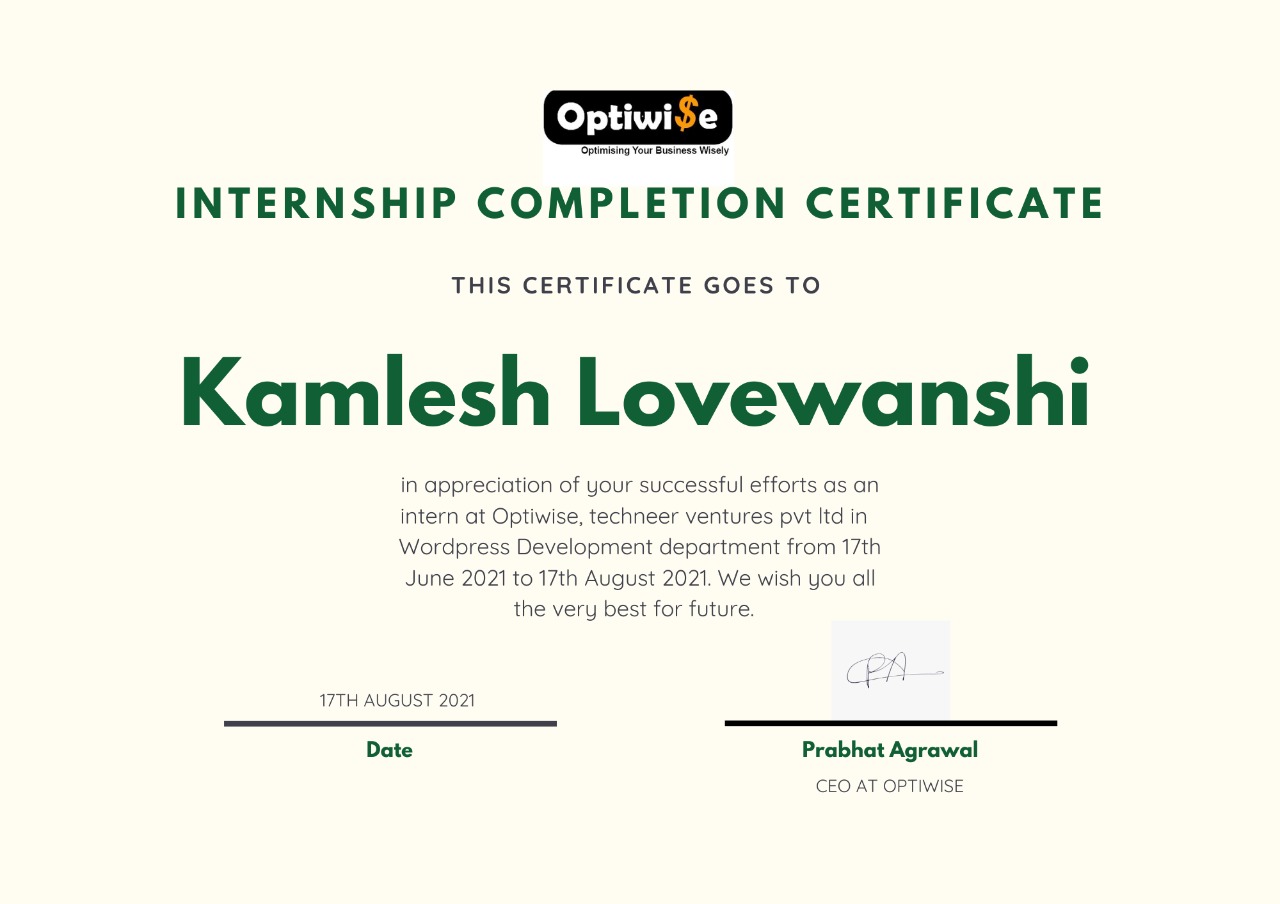 Optiwi$e
Optimising Your Business Wisely
INTERNSHIP COMPLETION CERTIFICATE
THIS CERTIFICATE GOES TO
Kamlesh Lovewanshi
in appreciation of your successful efforts as an
intern at Optiwise, techneer ventures pvt ltd in
Wordpress Development department from 17th
June 2021 to 17th August 2021. We wish you all
the very best for future.
PA
17TH AUGUST 2021
Date
Prabhat Agrawal
CEO AT OPTIWISE